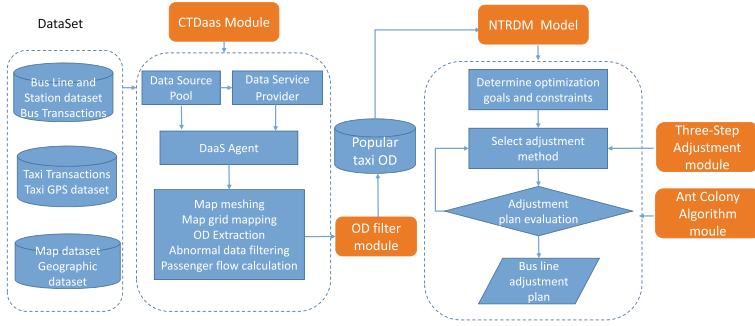 DataSet
Bus Line and
Station dataset
Bus Transactions
Taxi Transactions
Taxi GPS dataset
Map dataset
Geographic
dataset
CTDaas Module
Data Source
Pool
Data Service
Provider
DaaS Agent
Map meshing
Map grid mapping
OD Extraction
Abnormal data filtering
Passenger flow calculation
OD filter
module
Popular
taxi OD
NTRDM Model
Determine optimization
goals and constraints
Select adjustment
method
Adjustment
plan evaluation
Bus line
adjustment
plan
Three-Step
Adjustment
module
Ant Colony
Algorithm
moule